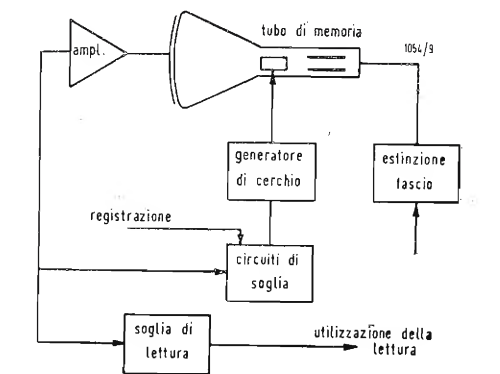 tubo di memoria
ampl.
1054/9
generatore
di cerchio
estinzione
fascio
registrazione
circuiti di
soglia
soglia di
lettura
utilizzazione della
lettura